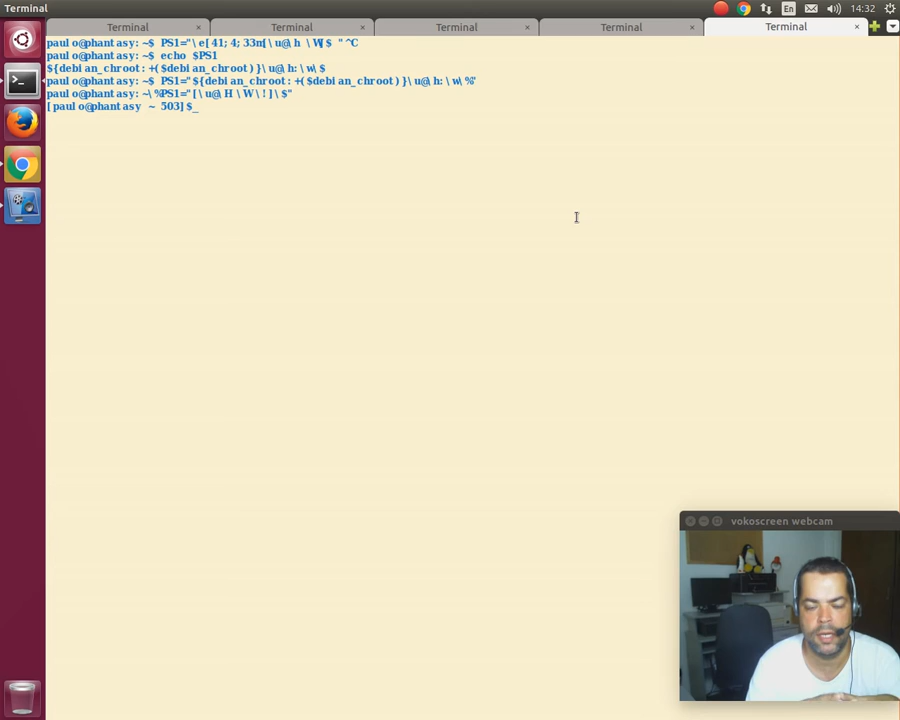 Terminal
En
14:32
Terminal
Terminal
Terminal
Terminal
Terminal
paulo@phantasy:~$ PS1="\e[41;4;33m[\u@\h \W]$ "^C
paulo@phantasy:~$ echo $PS1
${debian_chroot:+($debian_chroot)}\u@\h:\w\$
paulo@phantasy:~$ PS1="${debian_chroot:+($debian_chroot)}\u@\h:\w\%"
paulo@phantasy:~\%PS1="[\u@\H \W \!]\$"
[paulo@phantasy ~ 503]$_
vokoscreen webcam